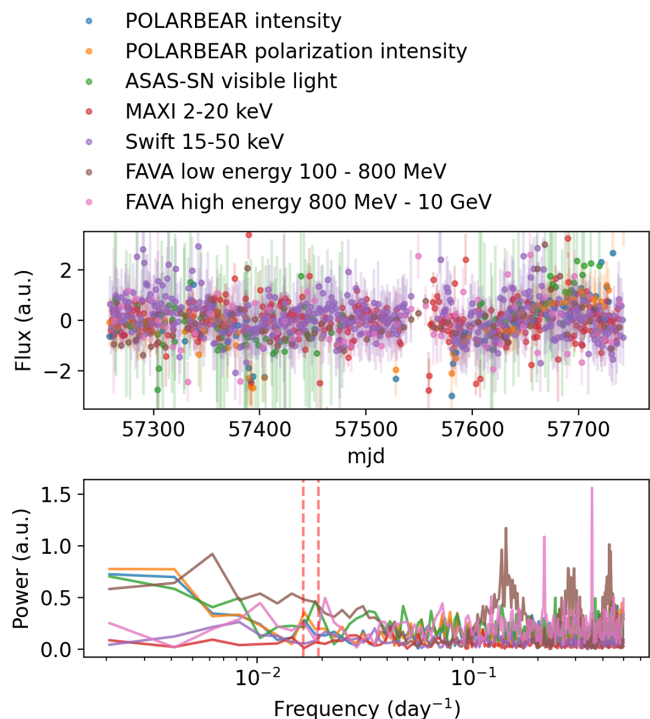 POLARBEAR intensity
POLARBEAR polarization intensity
ASAS-SN visible light
MAXI 2-20 keV
Swift 15-50 keV
FAVA low energy 100 - 800 MeV
FAVA high energy 800 MeV - 10 GeV
Flux (a.u.)
2
0
−2
57300 57400 57500 57600 57700
mjd
Power (a.u.)
1.5
1.0
0.5
0.0
10⁻² 10⁻¹
Frequency (day⁻¹)